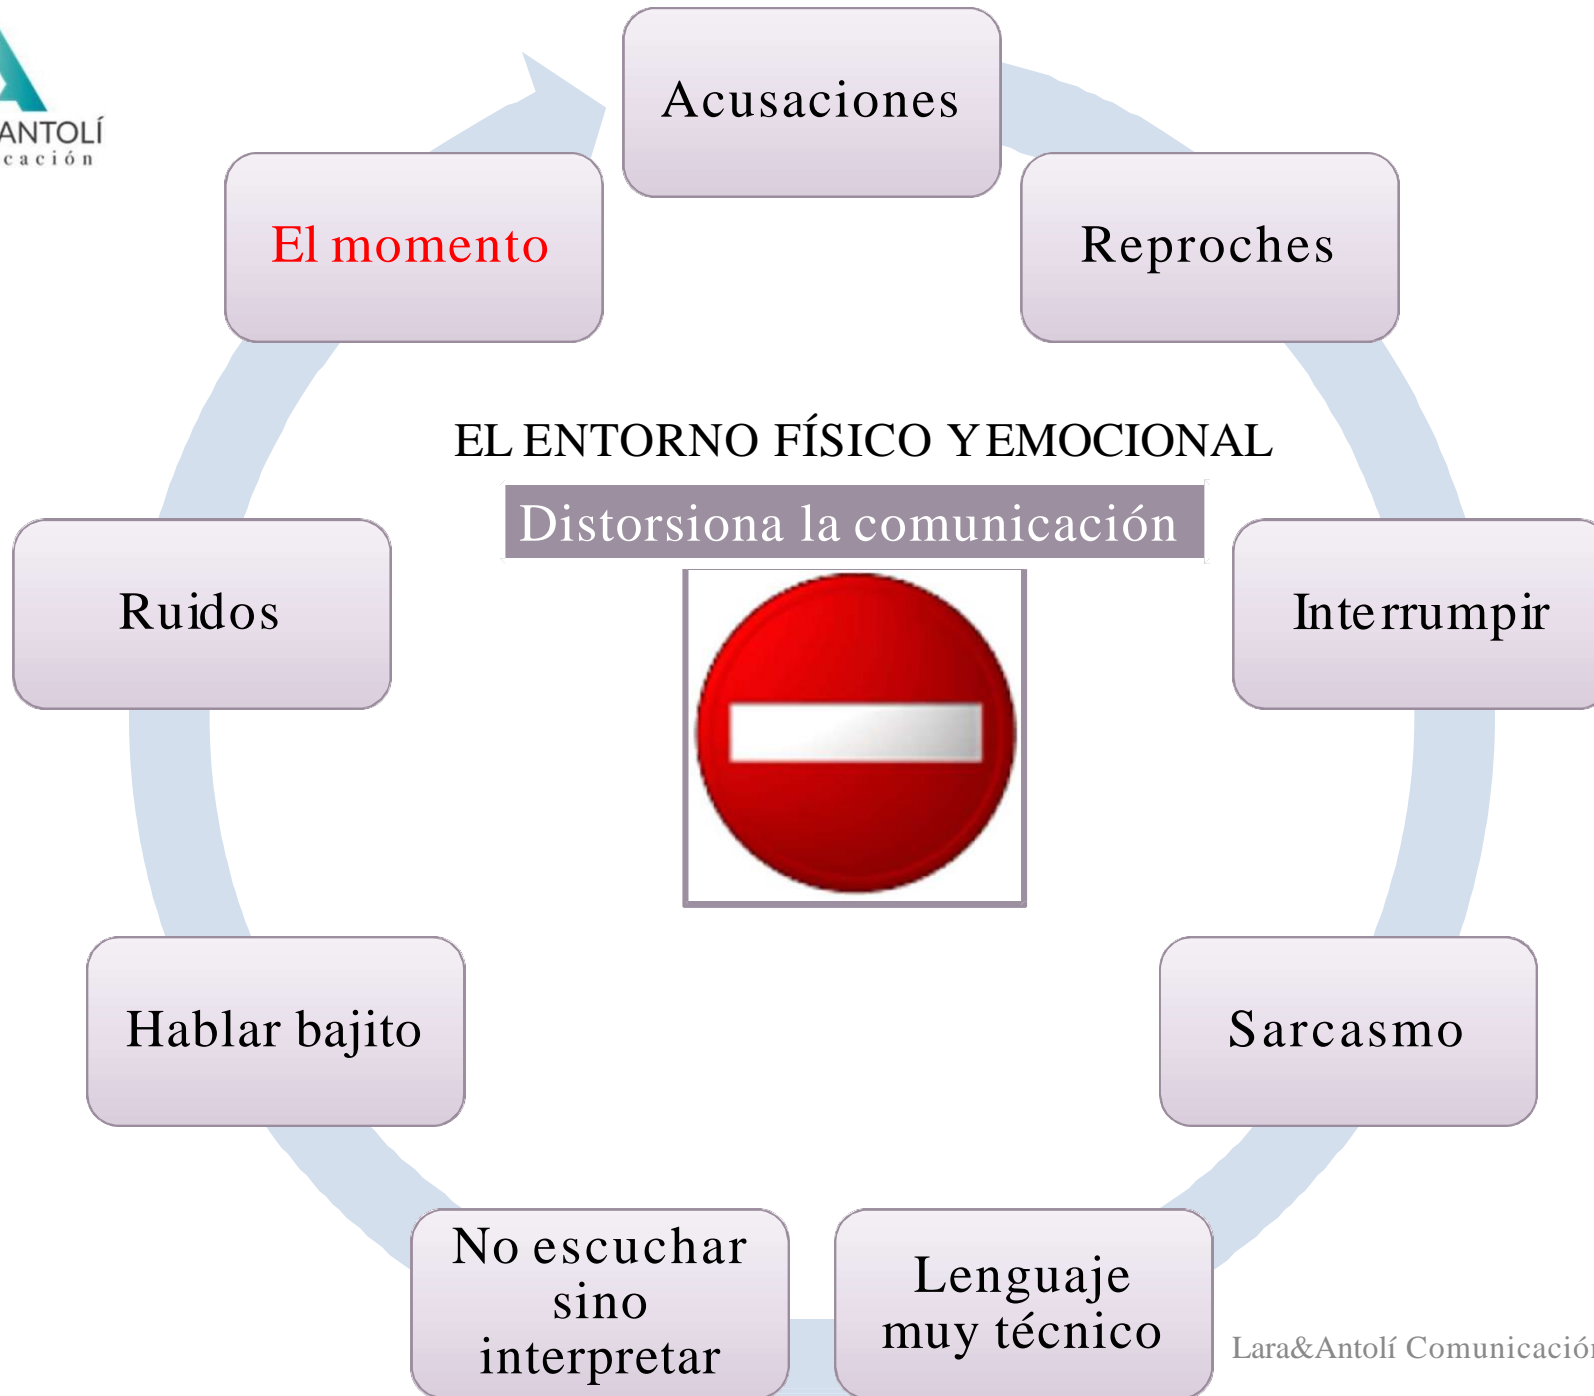 ANTOLÍ
cación
Acusaciones
Reproches
Interrumpir
Sarcasmo
Lenguaje
muy técnico
No escuchar
sino
interpretar
Hablar bajito
Ruidos
El momento
EL ENTORNO FÍSICO Y EMOCIONAL
Distorsiona la comunicación
Lara&Antolí Comunicación